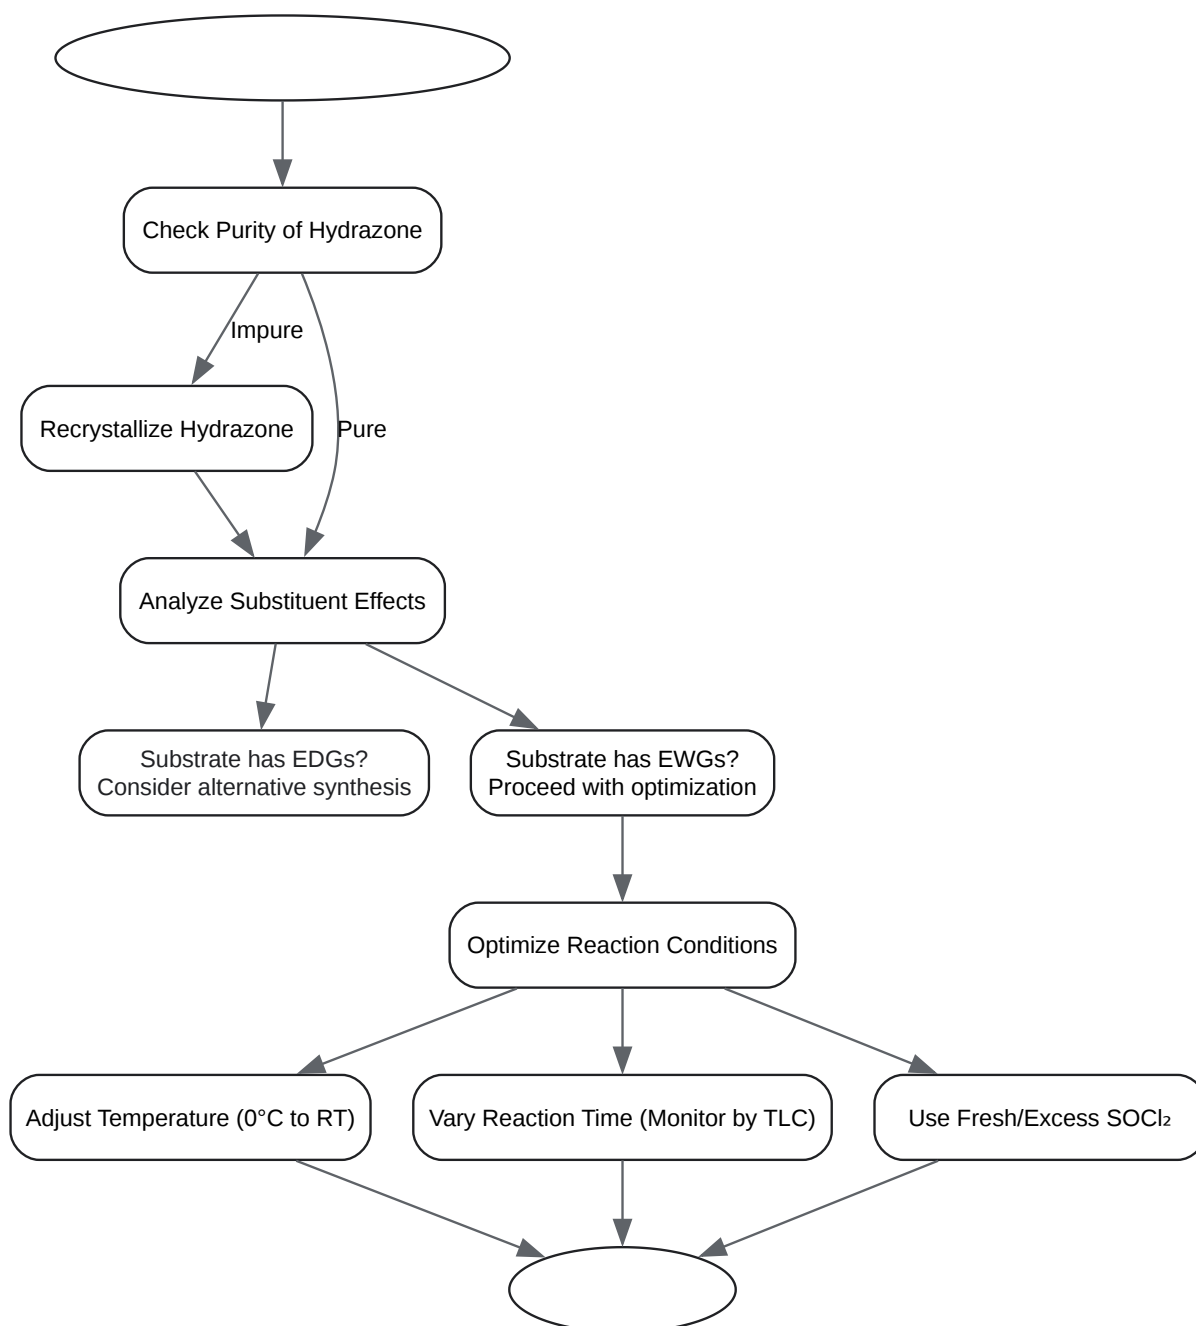 Check Purity of Hydrazone
Impure
Recrystallize Hydrazone
Pure
Analyze Substituent Effects
Substrate has EDGs?
Consider alternative synthesis
Substrate has EWGs?
Proceed with optimization
Optimize Reaction Conditions
Adjust Temperature (0°C to RT)
Vary Reaction Time (Monitor by TLC)
Use Fresh/Excess SOCl₂